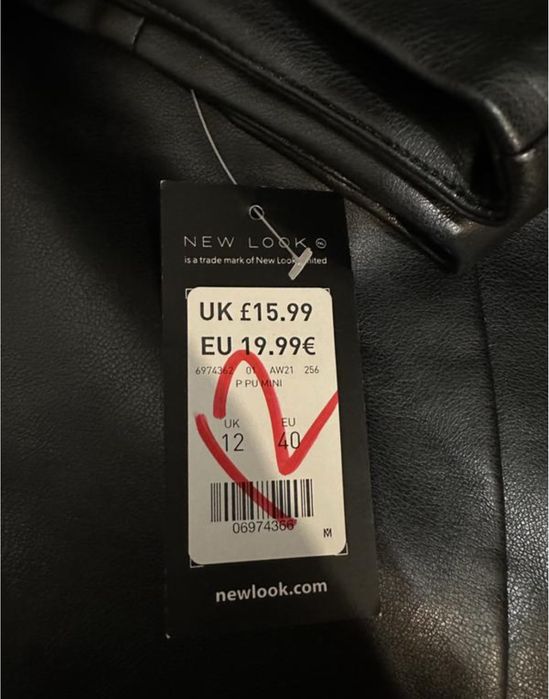 NEW LOOK
is a trade mark of New Look Limited
UK £15.99
EU 19.99€
6974362 01 AW21 256
P PU MINI
UK EU
12 40
06974366
newlook.com